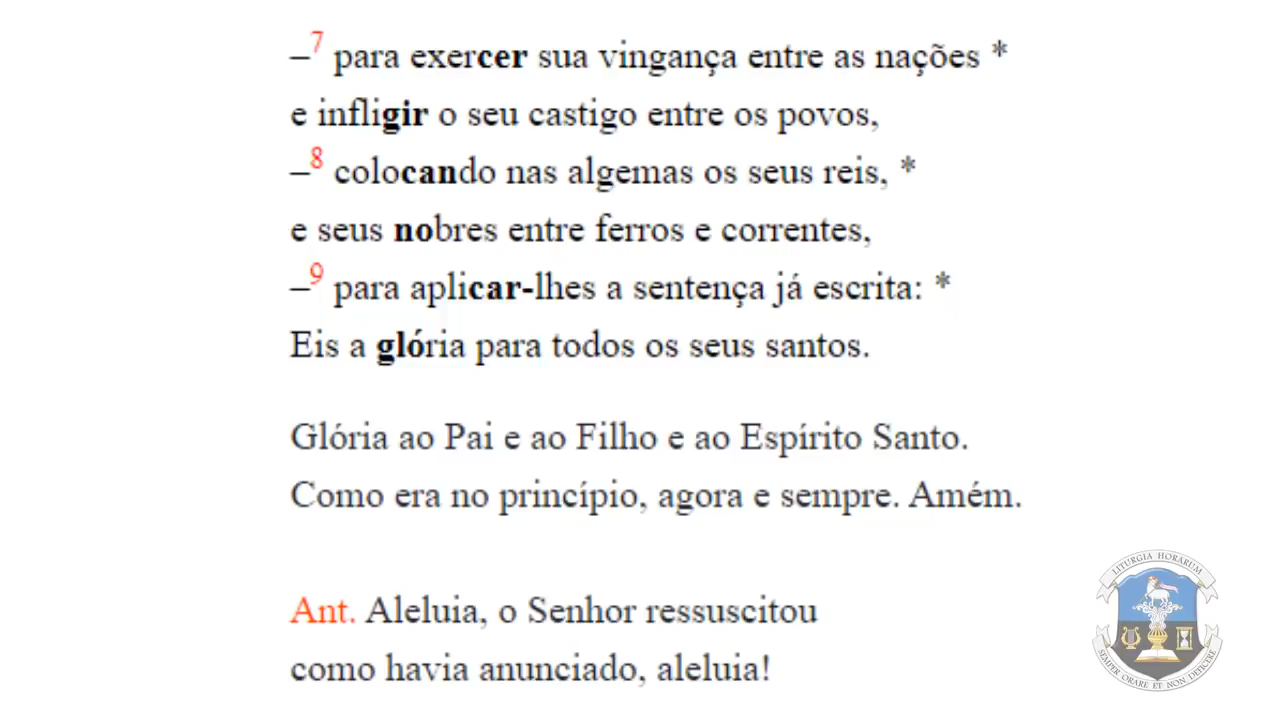 –7 para exercer sua vingança entre as nações *
e infligir o seu castigo entre os povos,
–8 colocando nas algemas os seus reis, *
e seus nobres entre ferros e correntes,
–9 para aplicar-lhes a sentença já escrita: *
Eis a glória para todos os seus santos.
Glória ao Pai e ao Filho e ao Espírito Santo.
Como era no princípio, agora e sempre. Amém.
Ant. Aleluia, o Senhor ressuscitou
como havia anunciado, aleluia!
LITURGIA HORARUM
SEMPER ORARE ET NON DEFICERE